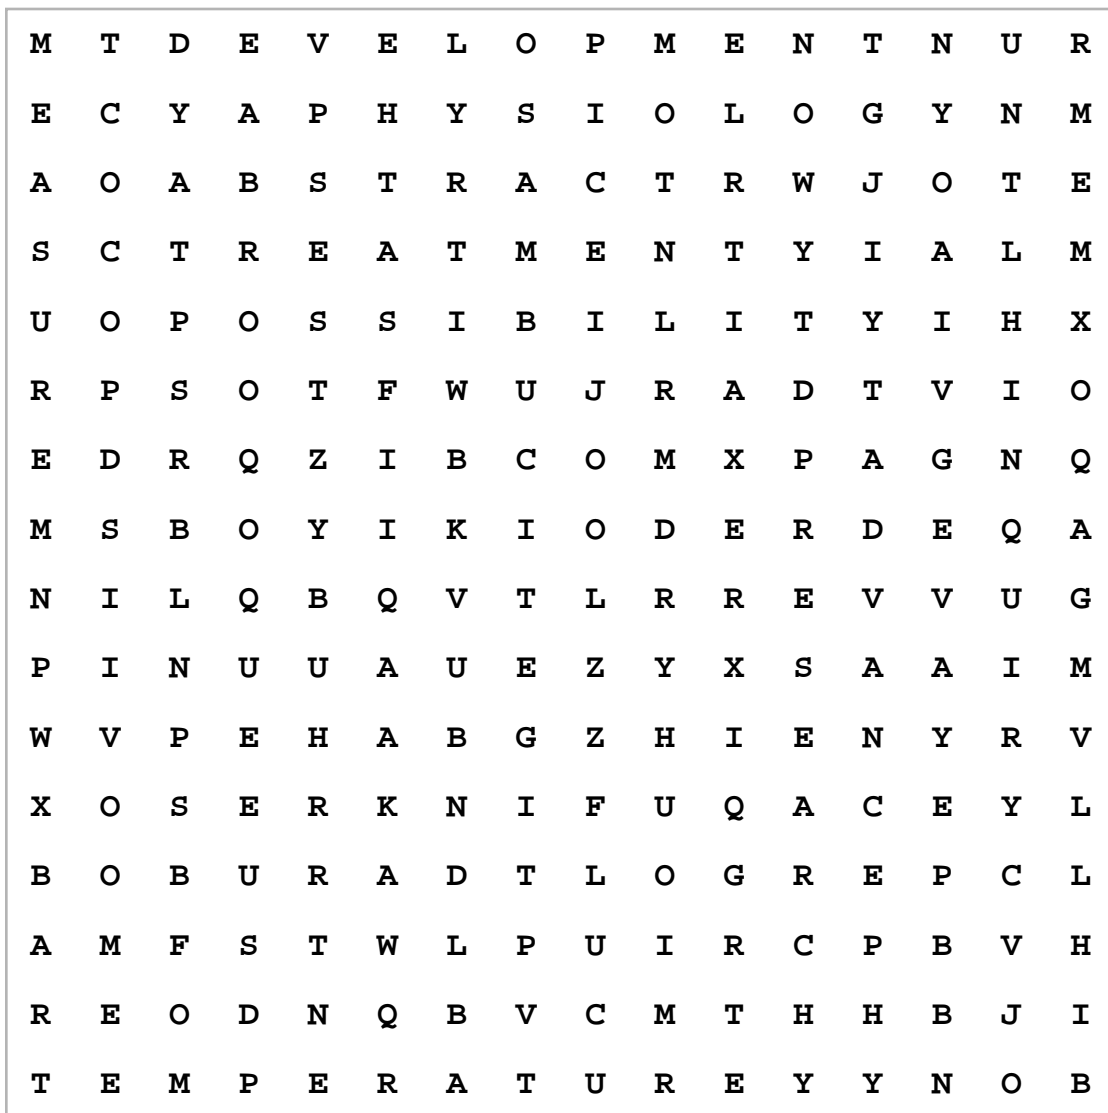 M T D E V E L O P M E N T N U R
E C Y A P H Y S I O L O G Y N M
A O A B S T R A C T R W J O T E
S C T R E A T M E N T Y I A L M
U O P O S S I B I L I T Y I H X
R P S O T F W U J R A D T V I O
E D R Q Z I B C O M X P A G N Q
M S B O Y I K I O D E R D E Q A
N I L Q B Q V T L R R E V V U G
P I N U U A U E Z Y X S A A I M
W V P E H A B G Z H I E N Y R V
X O S E R K N I F U Q A C E Y L
B O B U R A D T L O G R E P C L
A M F S T W L P U I R C P B V H
R E O D N Q B V C M T H H B J I
T E M P E R A T U R E Y Y N O B